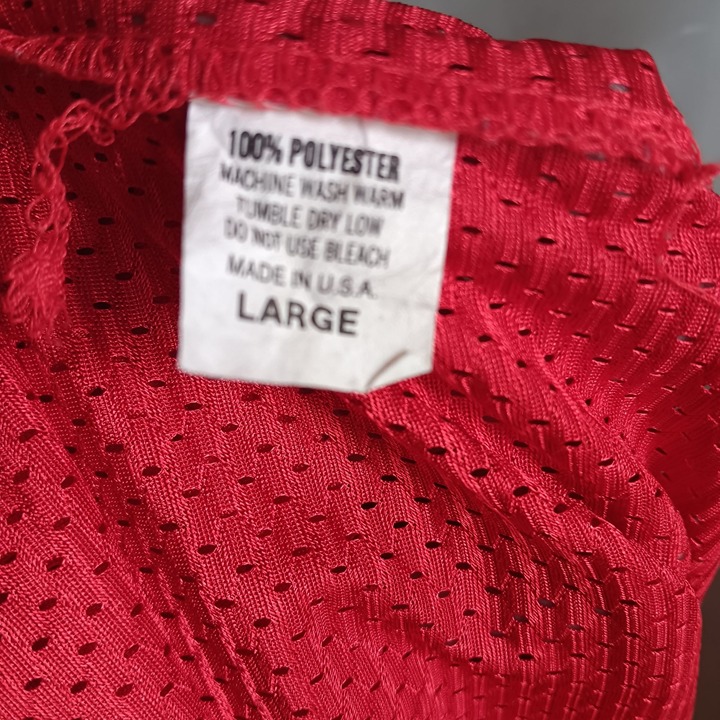 100% POLYESTER
MACHINE WASH WARM
TUMBLE DRY LOW
DO NOT USE BLEACH
MADE IN U.S.A.
LARGE